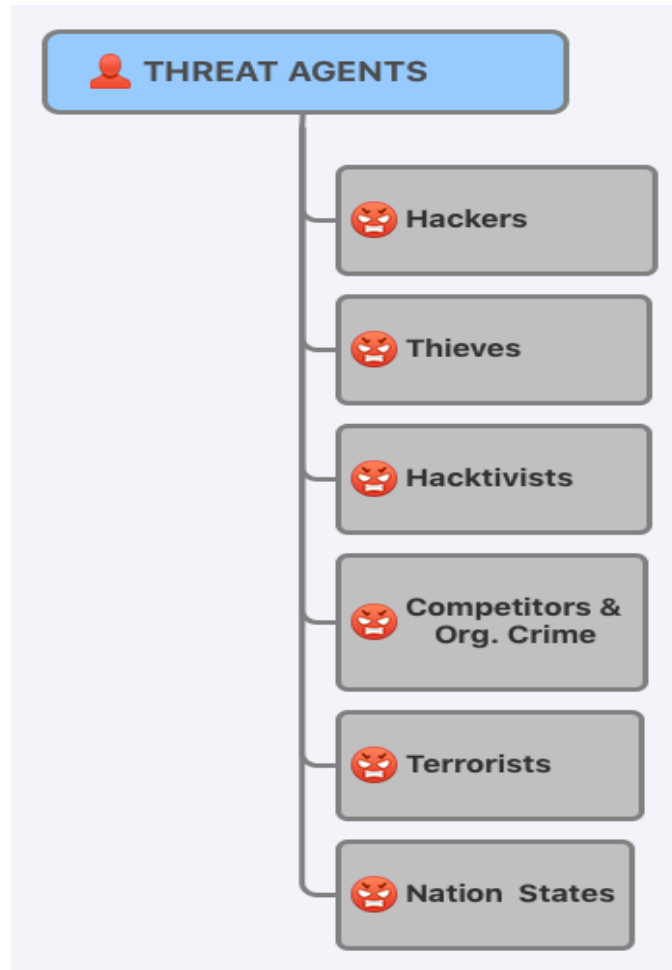 THREAT AGENTS
Hackers
Thieves
Hacktivists
Competitors &
Org. Crime
Terrorists
Nation States